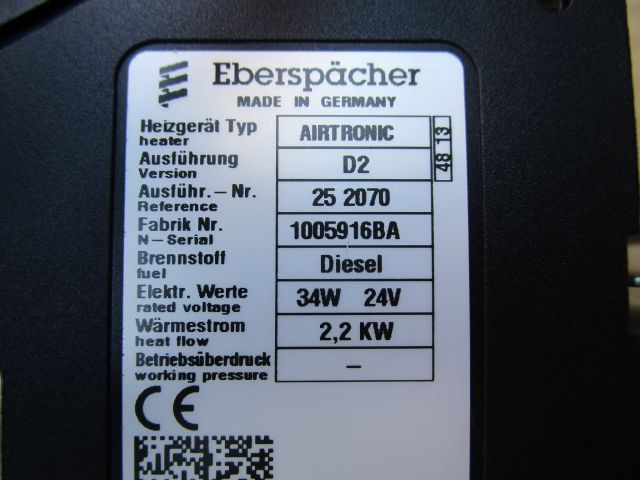 Eberspächer
MADE IN GERMANY
Heizgerät Typ AIRTRONIC
heater
48 13
Ausführung D2
Version
Ausführ.-Nr. 25 2070
Reference
Fabrik Nr. 1005916BA
N-Serial
Brennstoff Diesel
fuel
Elektr. Werte 34W 24V
rated voltage
Wärmestrom 2,2 KW
heat flow
Betriebsüberdruck –
working pressure
CE